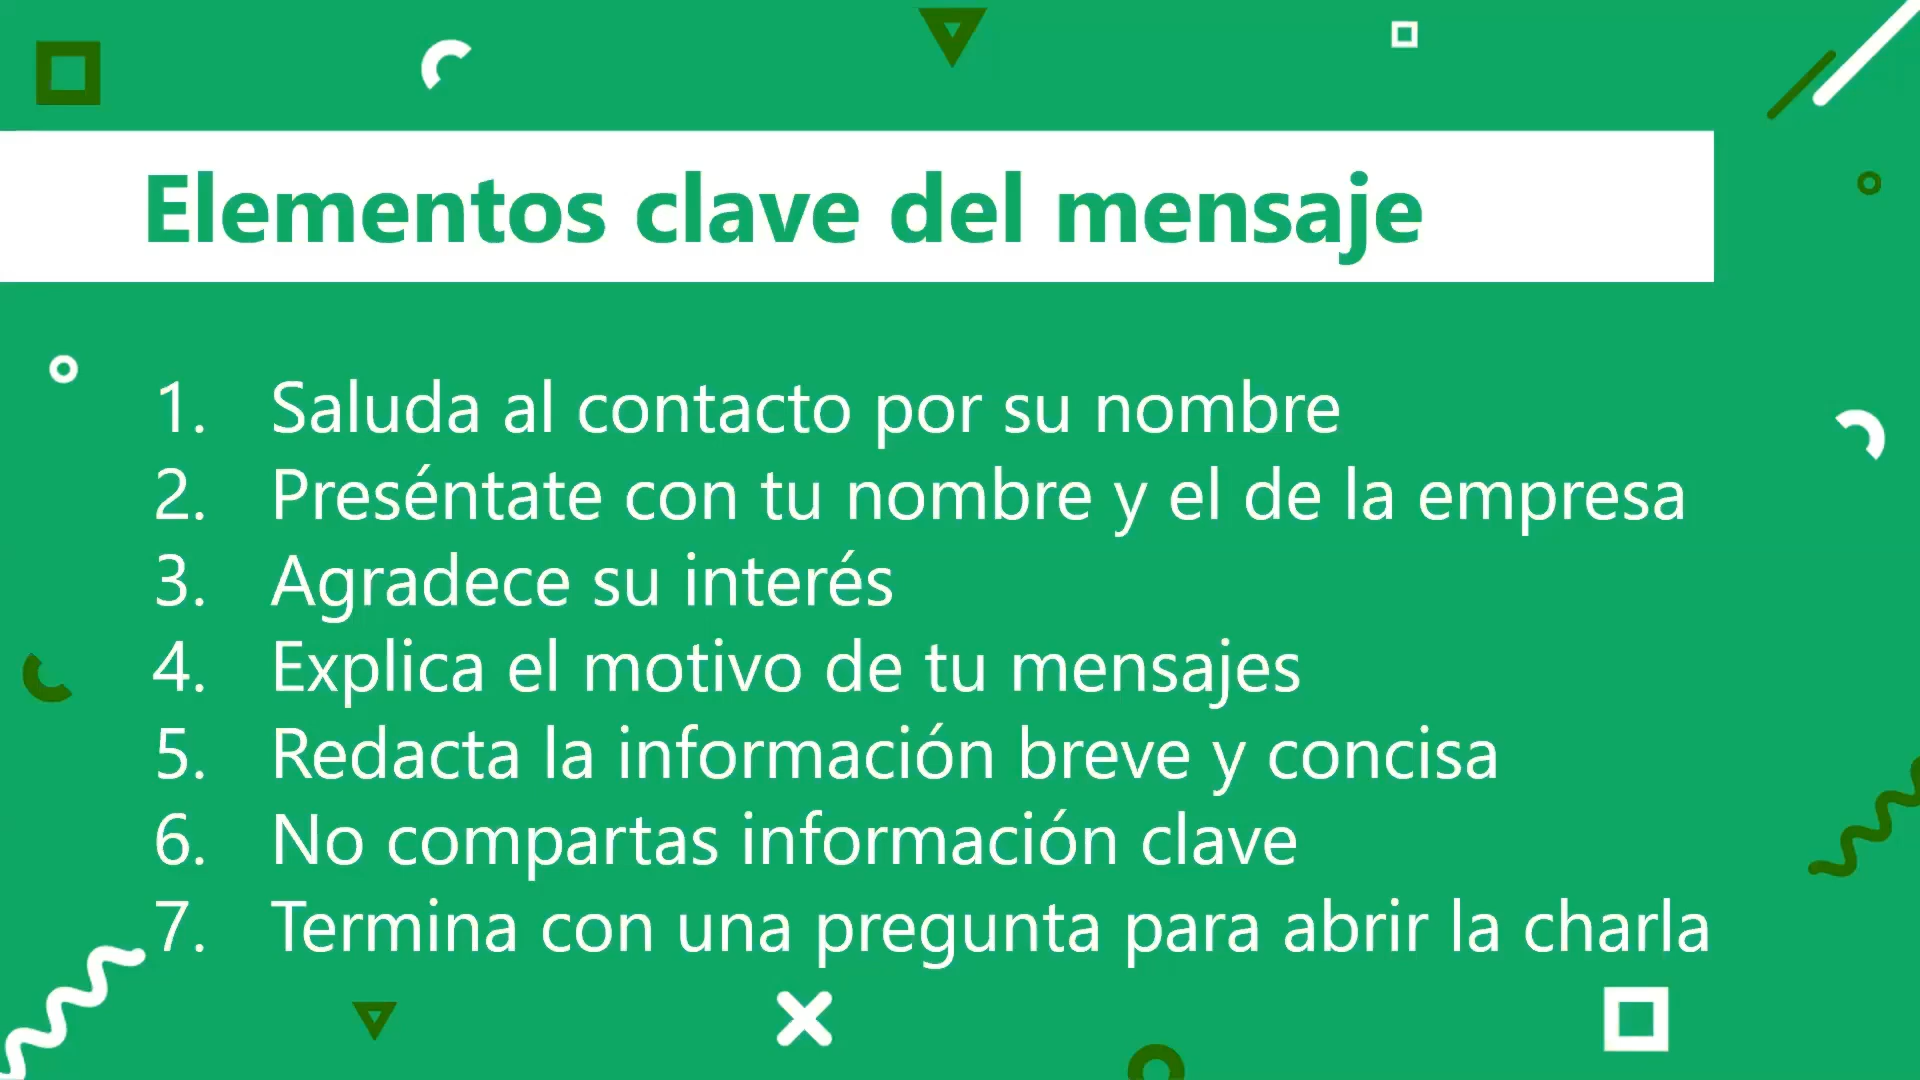 Elementos clave del mensaje
1. Saluda al contacto por su nombre
2. Preséntate con tu nombre y el de la empresa
3. Agradece su interés
4. Explica el motivo de tu mensajes
5. Redacta la información breve y concisa
6. No compartas información clave
7. Termina con una pregunta para abrir la charla